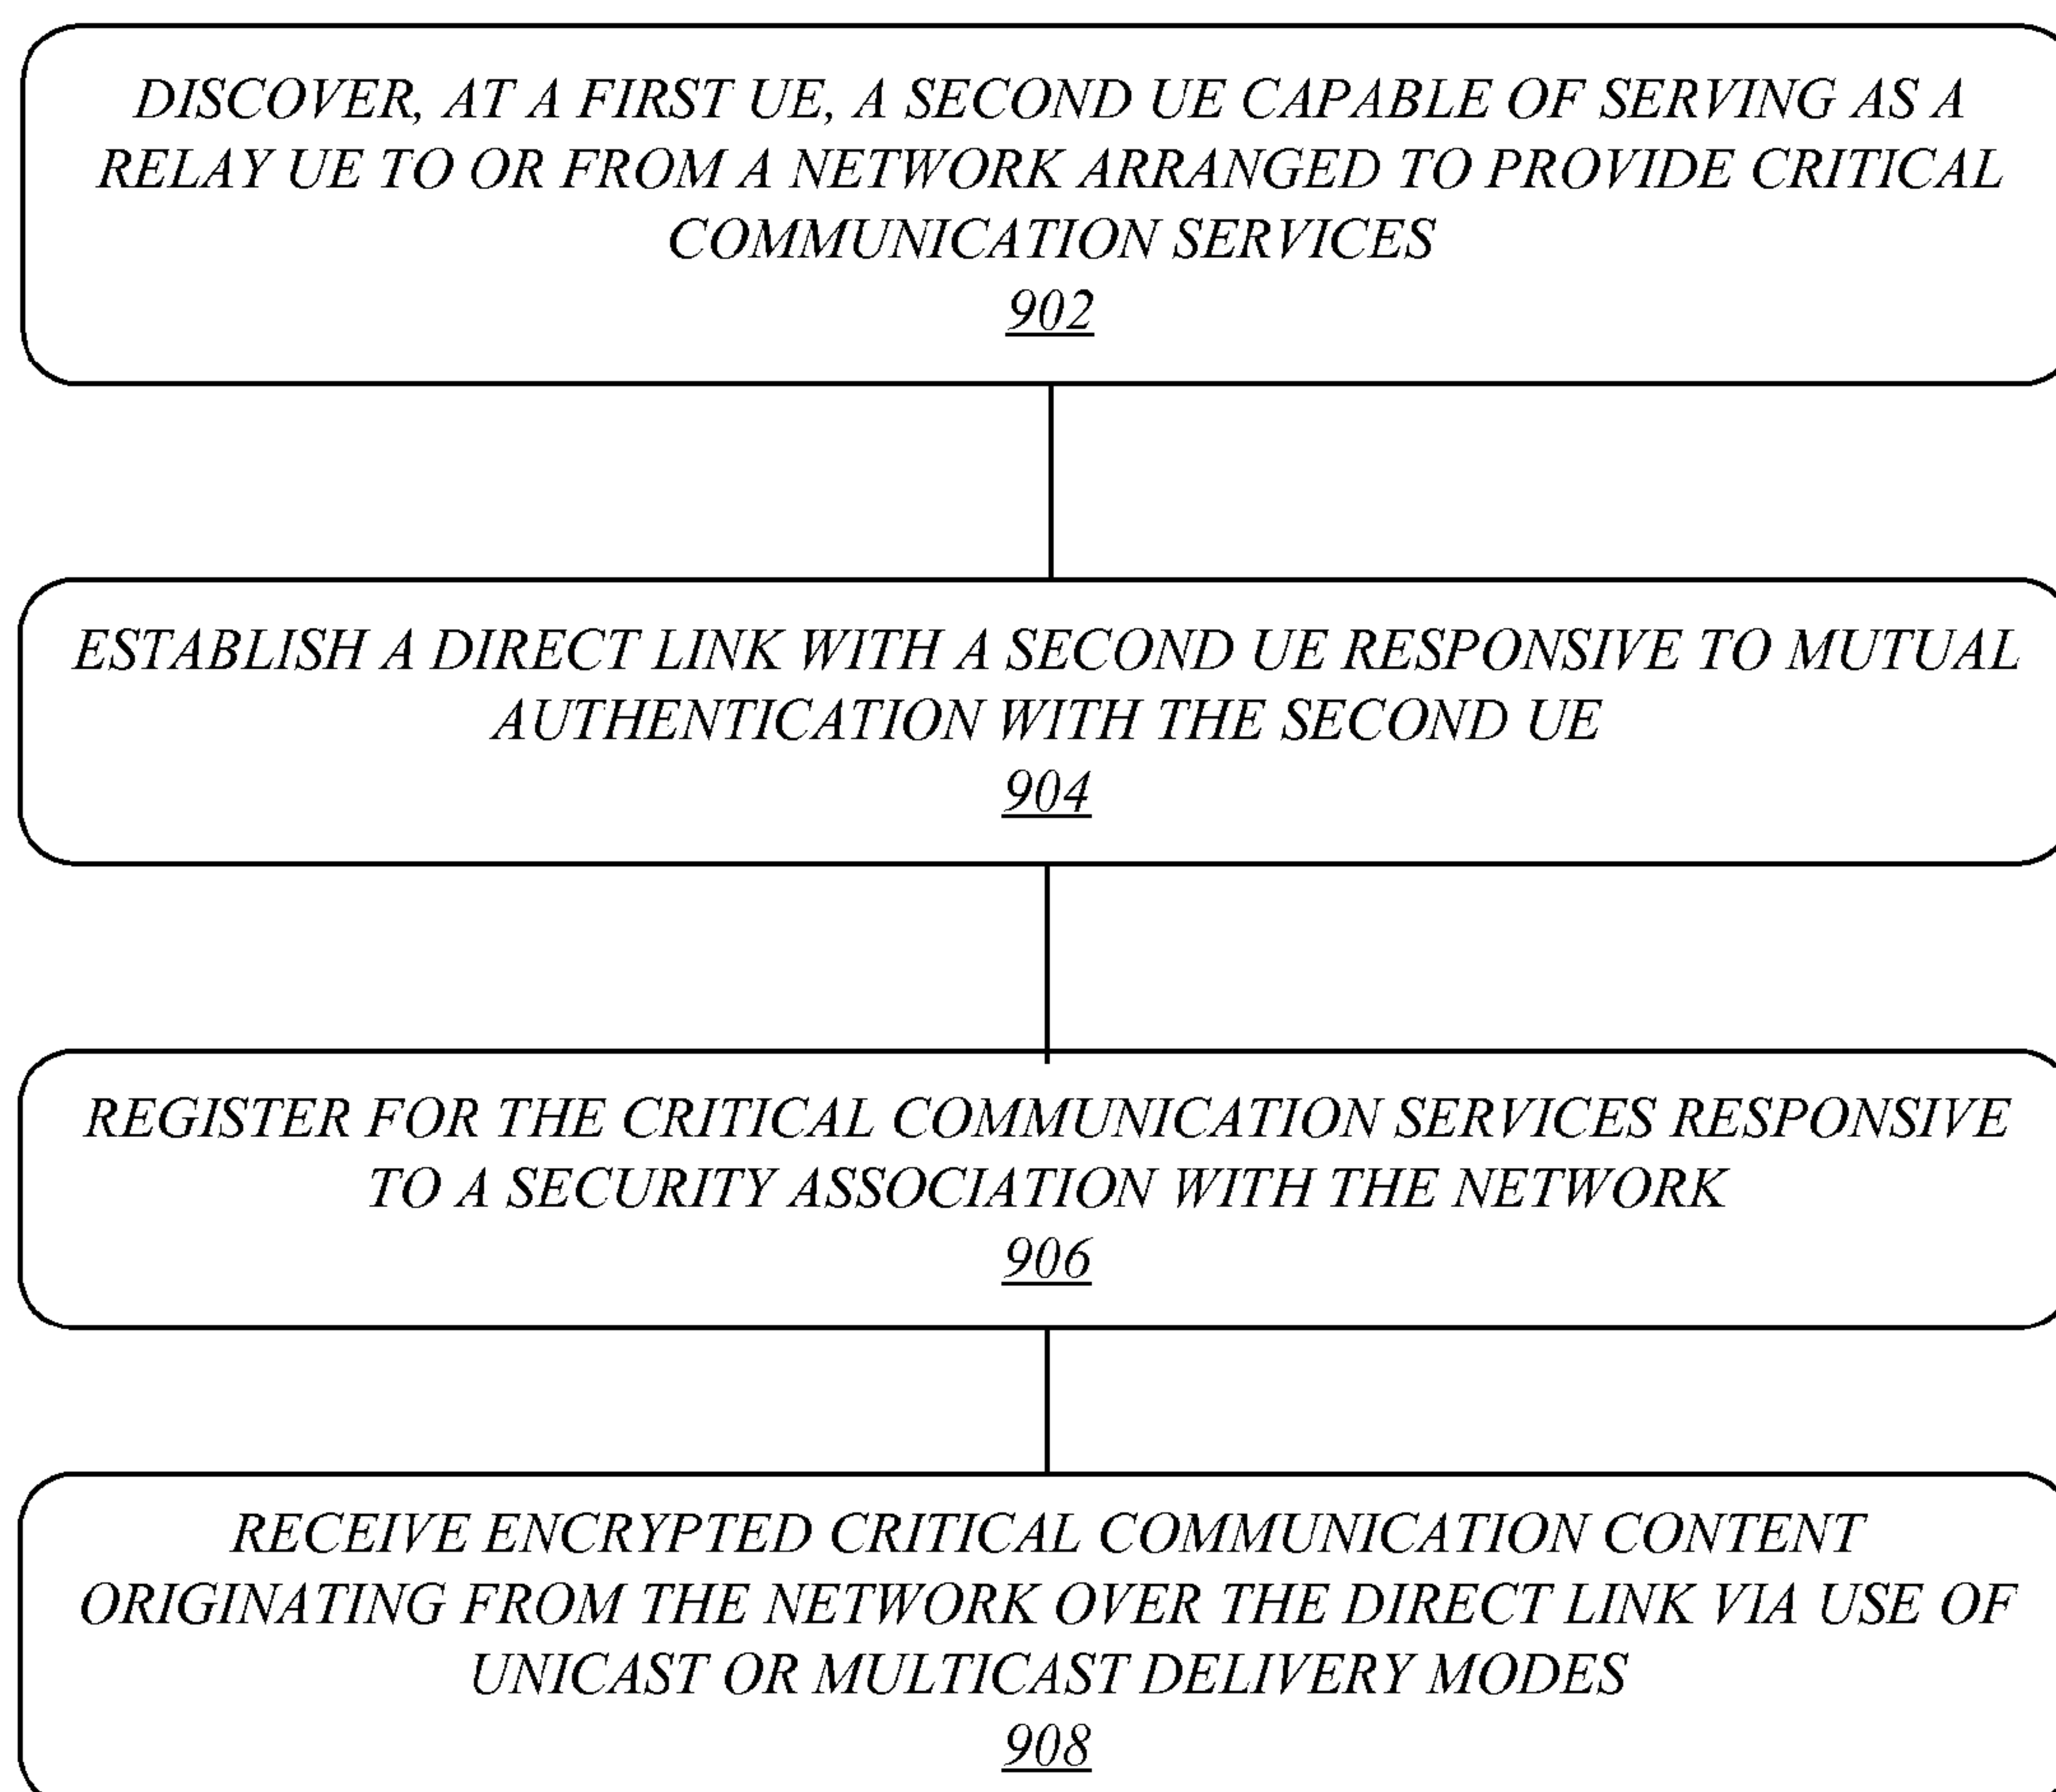 DISCOVER, AT A FIRST UE, A SECOND UE CAPABLE OF SERVING AS A
RELAY UE TO OR FROM A NETWORK ARRANGED TO PROVIDE CRITICAL
COMMUNICATION SERVICES
902
ESTABLISH A DIRECT LINK WITH A SECOND UE RESPONSIVE TO MUTUAL
AUTHENTICATION WITH THE SECOND UE
904
REGISTER FOR THE CRITICAL COMMUNICATION SERVICES RESPONSIVE
TO A SECURITY ASSOCIATION WITH THE NETWORK
906
RECEIVE ENCRYPTED CRITICAL COMMUNICATION CONTENT
ORIGINATING FROM THE NETWORK OVER THE DIRECT LINK VIA USE OF
UNICAST OR MULTICAST DELIVERY MODES
908